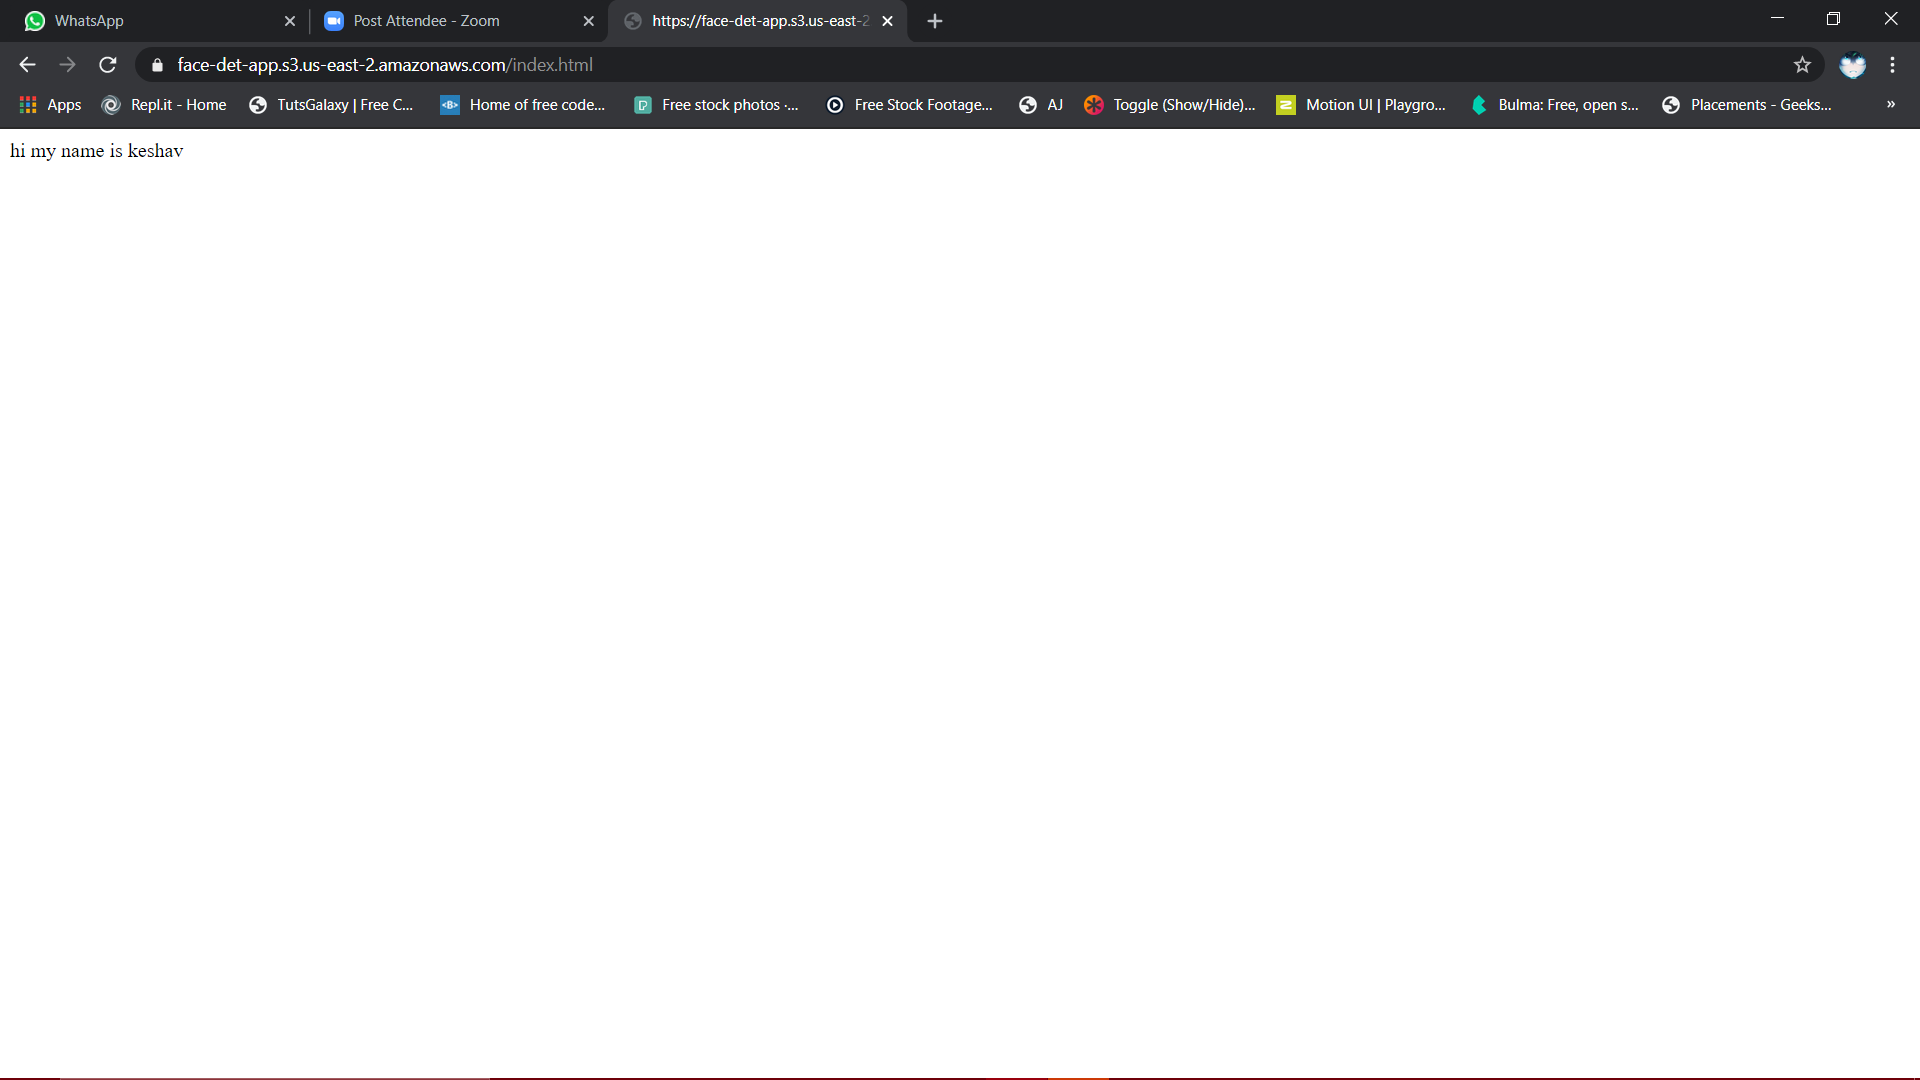 WhatsApp
Post Attendee - Zoom
https://face-det-app.s3.us-east-2
face-det-app.s3.us-east-2.amazonaws.com/index.html
Apps
Repl.it - Home
TutsGalaxy | Free C...
<B>
Home of free code...
Free stock photos ·...
Free Stock Footage...
AJ
Toggle (Show/Hide)...
Motion UI | Playgro...
Bulma: Free, open s...
Placements - Geeks...
»
hi my name is keshav